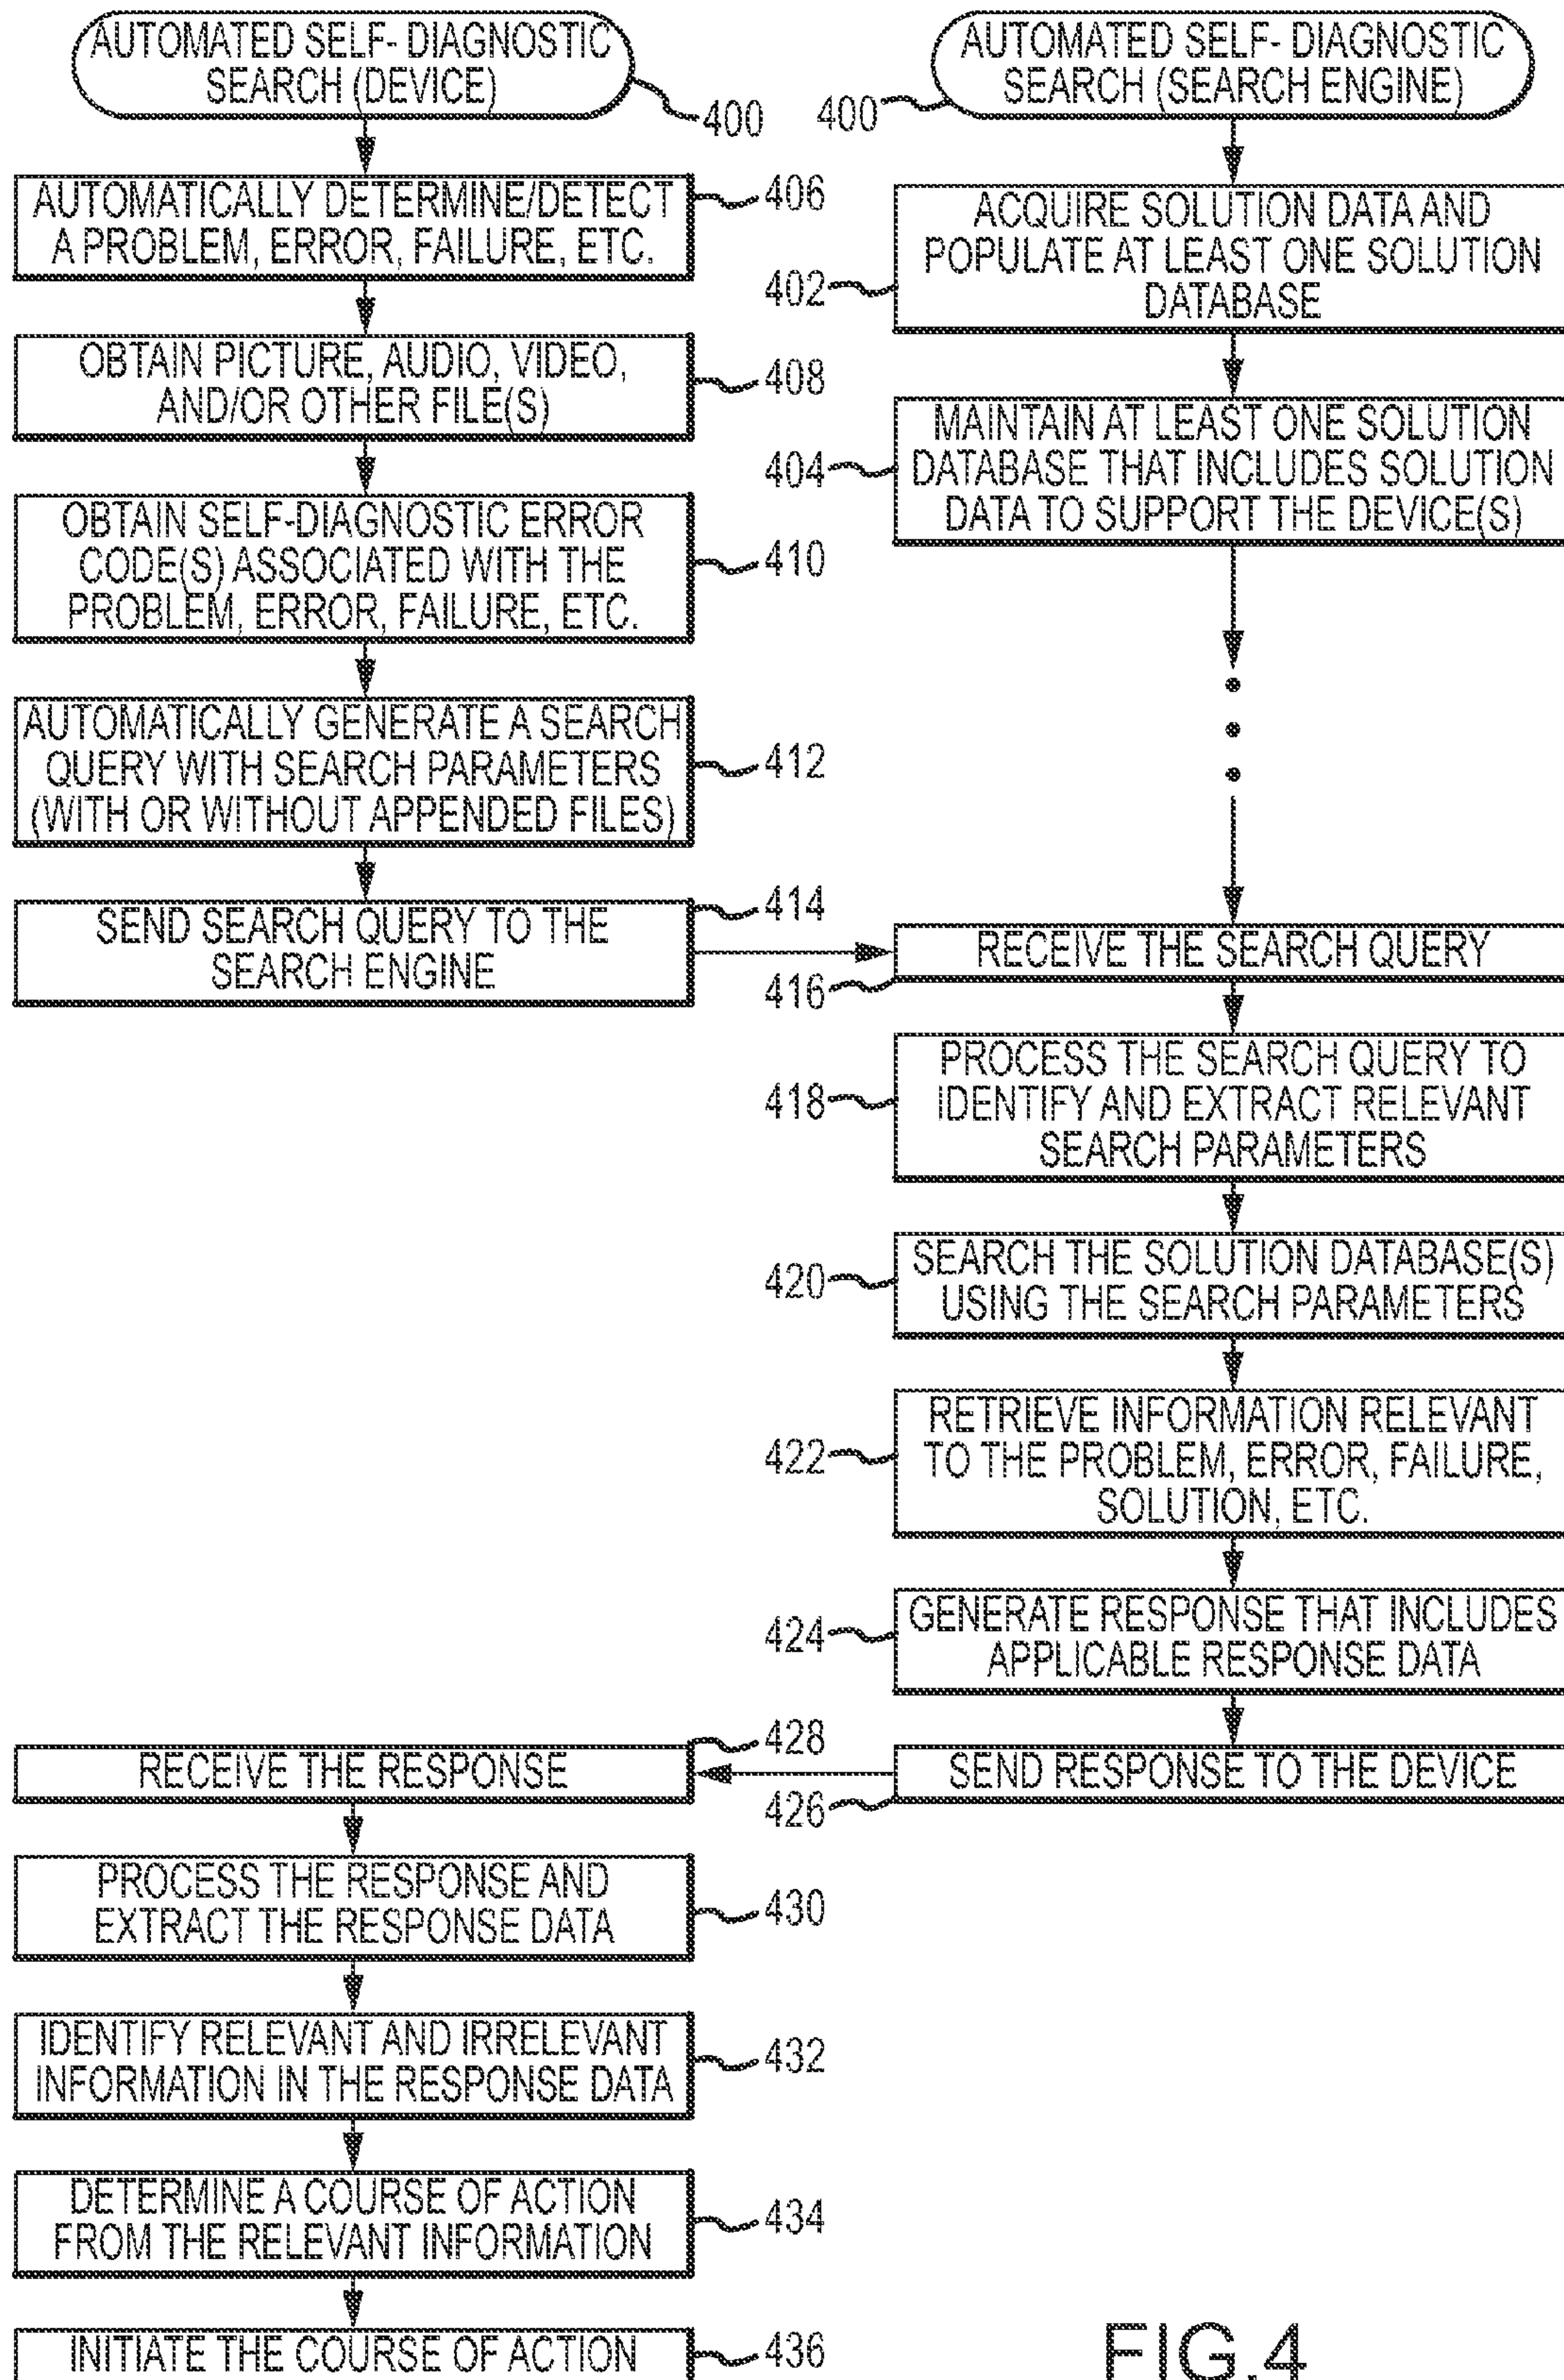 AUTOMATED SELF- DIAGNOSTIC
SEARCH (DEVICE)
400
AUTOMATICALLY DETERMINE/DETECT
A PROBLEM, ERROR, FAILURE, ETC.
406
OBTAIN PICTURE, AUDIO, VIDEO,
AND/OR OTHER FILE(S)
408
OBTAIN SELF-DIAGNOSTIC ERROR
CODE(S) ASSOCIATED WITH THE
PROBLEM, ERROR, FAILURE, ETC.
410
AUTOMATICALLY GENERATE A SEARCH
QUERY WITH SEARCH PARAMETERS
(WITH OR WITHOUT APPENDED FILES)
412
SEND SEARCH QUERY TO THE
SEARCH ENGINE
414
AUTOMATED SELF- DIAGNOSTIC
SEARCH (SEARCH ENGINE)
400
ACQUIRE SOLUTION DATA AND
POPULATE AT LEAST ONE SOLUTION
DATABASE
402
MAINTAIN AT LEAST ONE SOLUTION
DATABASE THAT INCLUDES SOLUTION
DATA TO SUPPORT THE DEVICE(S)
404
RECEIVE THE SEARCH QUERY
416
PROCESS THE SEARCH QUERY TO
IDENTIFY AND EXTRACT RELEVANT
SEARCH PARAMETERS
418
SEARCH THE SOLUTION DATABASE(S)
USING THE SEARCH PARAMETERS
420
RETRIEVE INFORMATION RELEVANT
TO THE PROBLEM, ERROR, FAILURE,
SOLUTION, ETC.
422
GENERATE RESPONSE THAT INCLUDES
APPLICABLE RESPONSE DATA
424
SEND RESPONSE TO THE DEVICE
426
RECEIVE THE RESPONSE
428
PROCESS THE RESPONSE AND
EXTRACT THE RESPONSE DATA
430
IDENTIFY RELEVANT AND IRRELEVANT
INFORMATION IN THE RESPONSE DATA
432
DETERMINE A COURSE OF ACTION
FROM THE RELEVANT INFORMATION
434
INITIATE THE COURSE OF ACTION
436
FIG.4